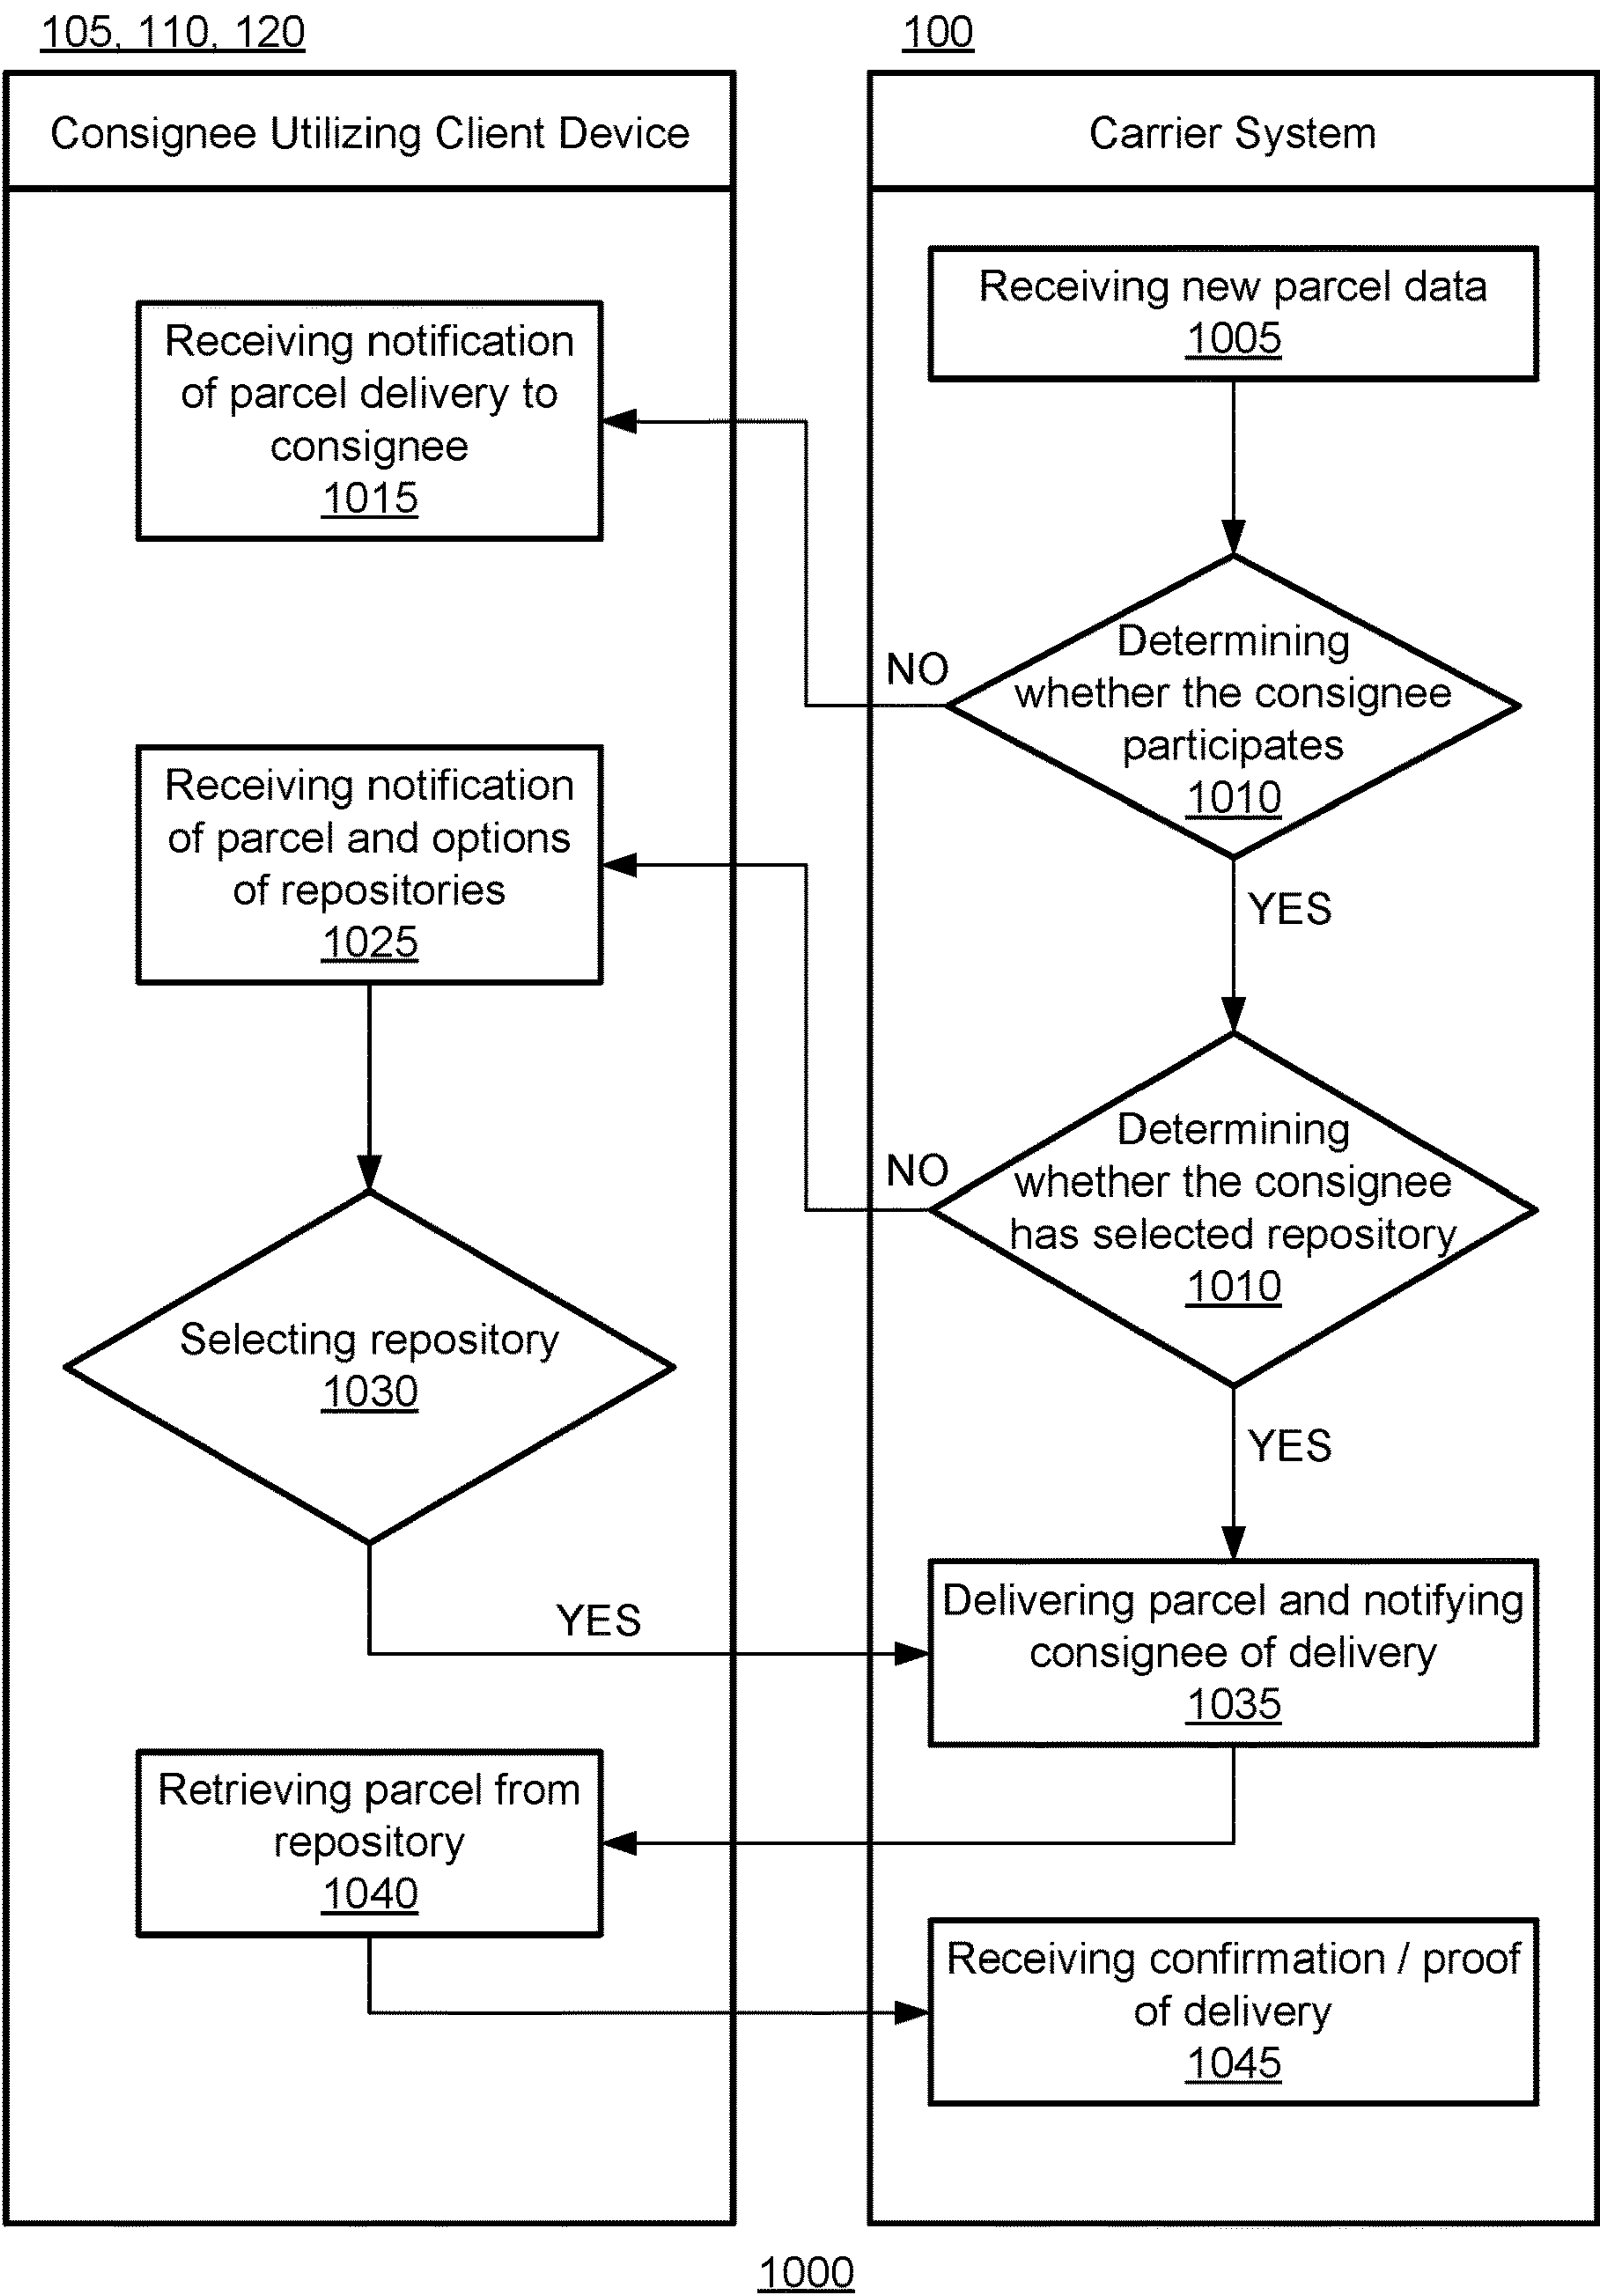 105, 110, 120
Consignee Utilizing Client Device
Receiving notification
of parcel delivery to
consignee
1015
Receiving notification
of parcel and options
of repositories
1025
Selecting repository
1030
YES
Retrieving parcel from
repository
1040
100
Carrier System
Receiving new parcel data
1005
Determining
whether the consignee
participates
1010
NO
YES
Determining
whether the consignee
has selected repository
1010
NO
YES
Delivering parcel and notifying
consignee of delivery
1035
Receiving confirmation / proof
of delivery
1045
1000